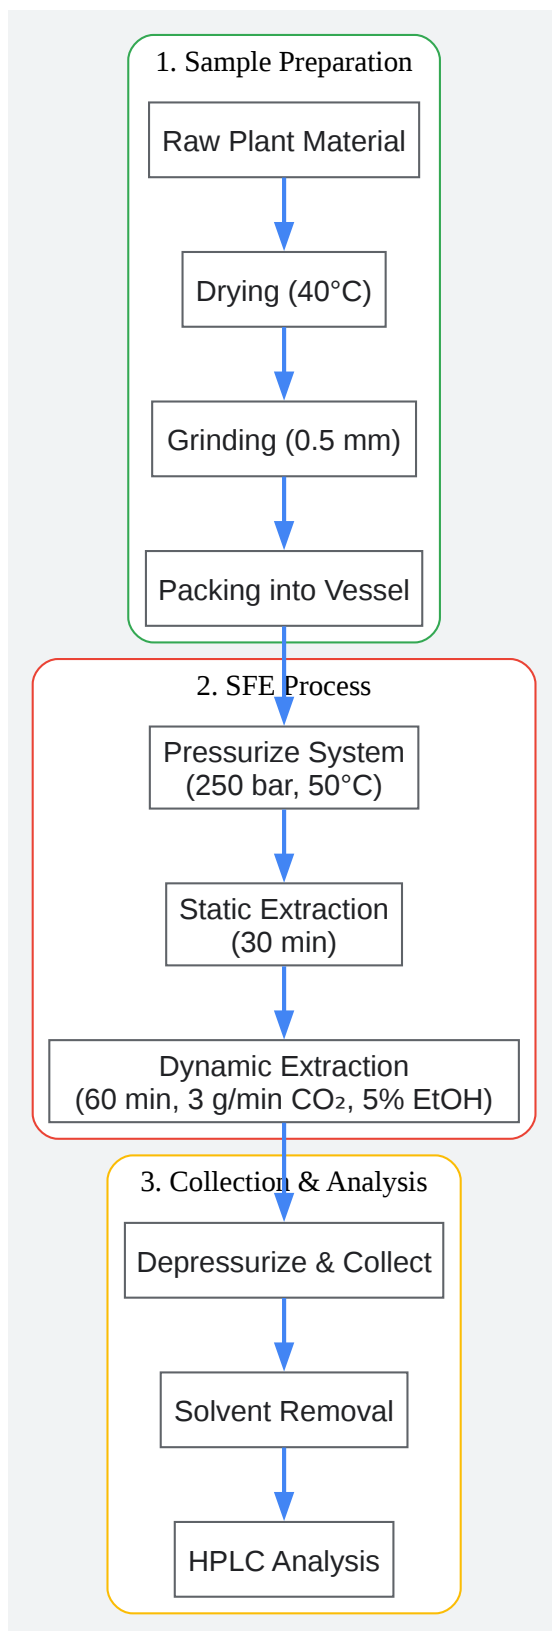 1. Sample Preparation
Raw Plant Material
Drying (40°C)
Grinding (0.5 mm)
Packing into Vessel
2. SFE Process
Pressurize System
(250 bar, 50°C)
Static Extraction
(30 min)
Dynamic Extraction
(60 min, 3 g/min CO₂, 5% EtOH)
3. Collection & Analysis
Depressurize & Collect
Solvent Removal
HPLC Analysis